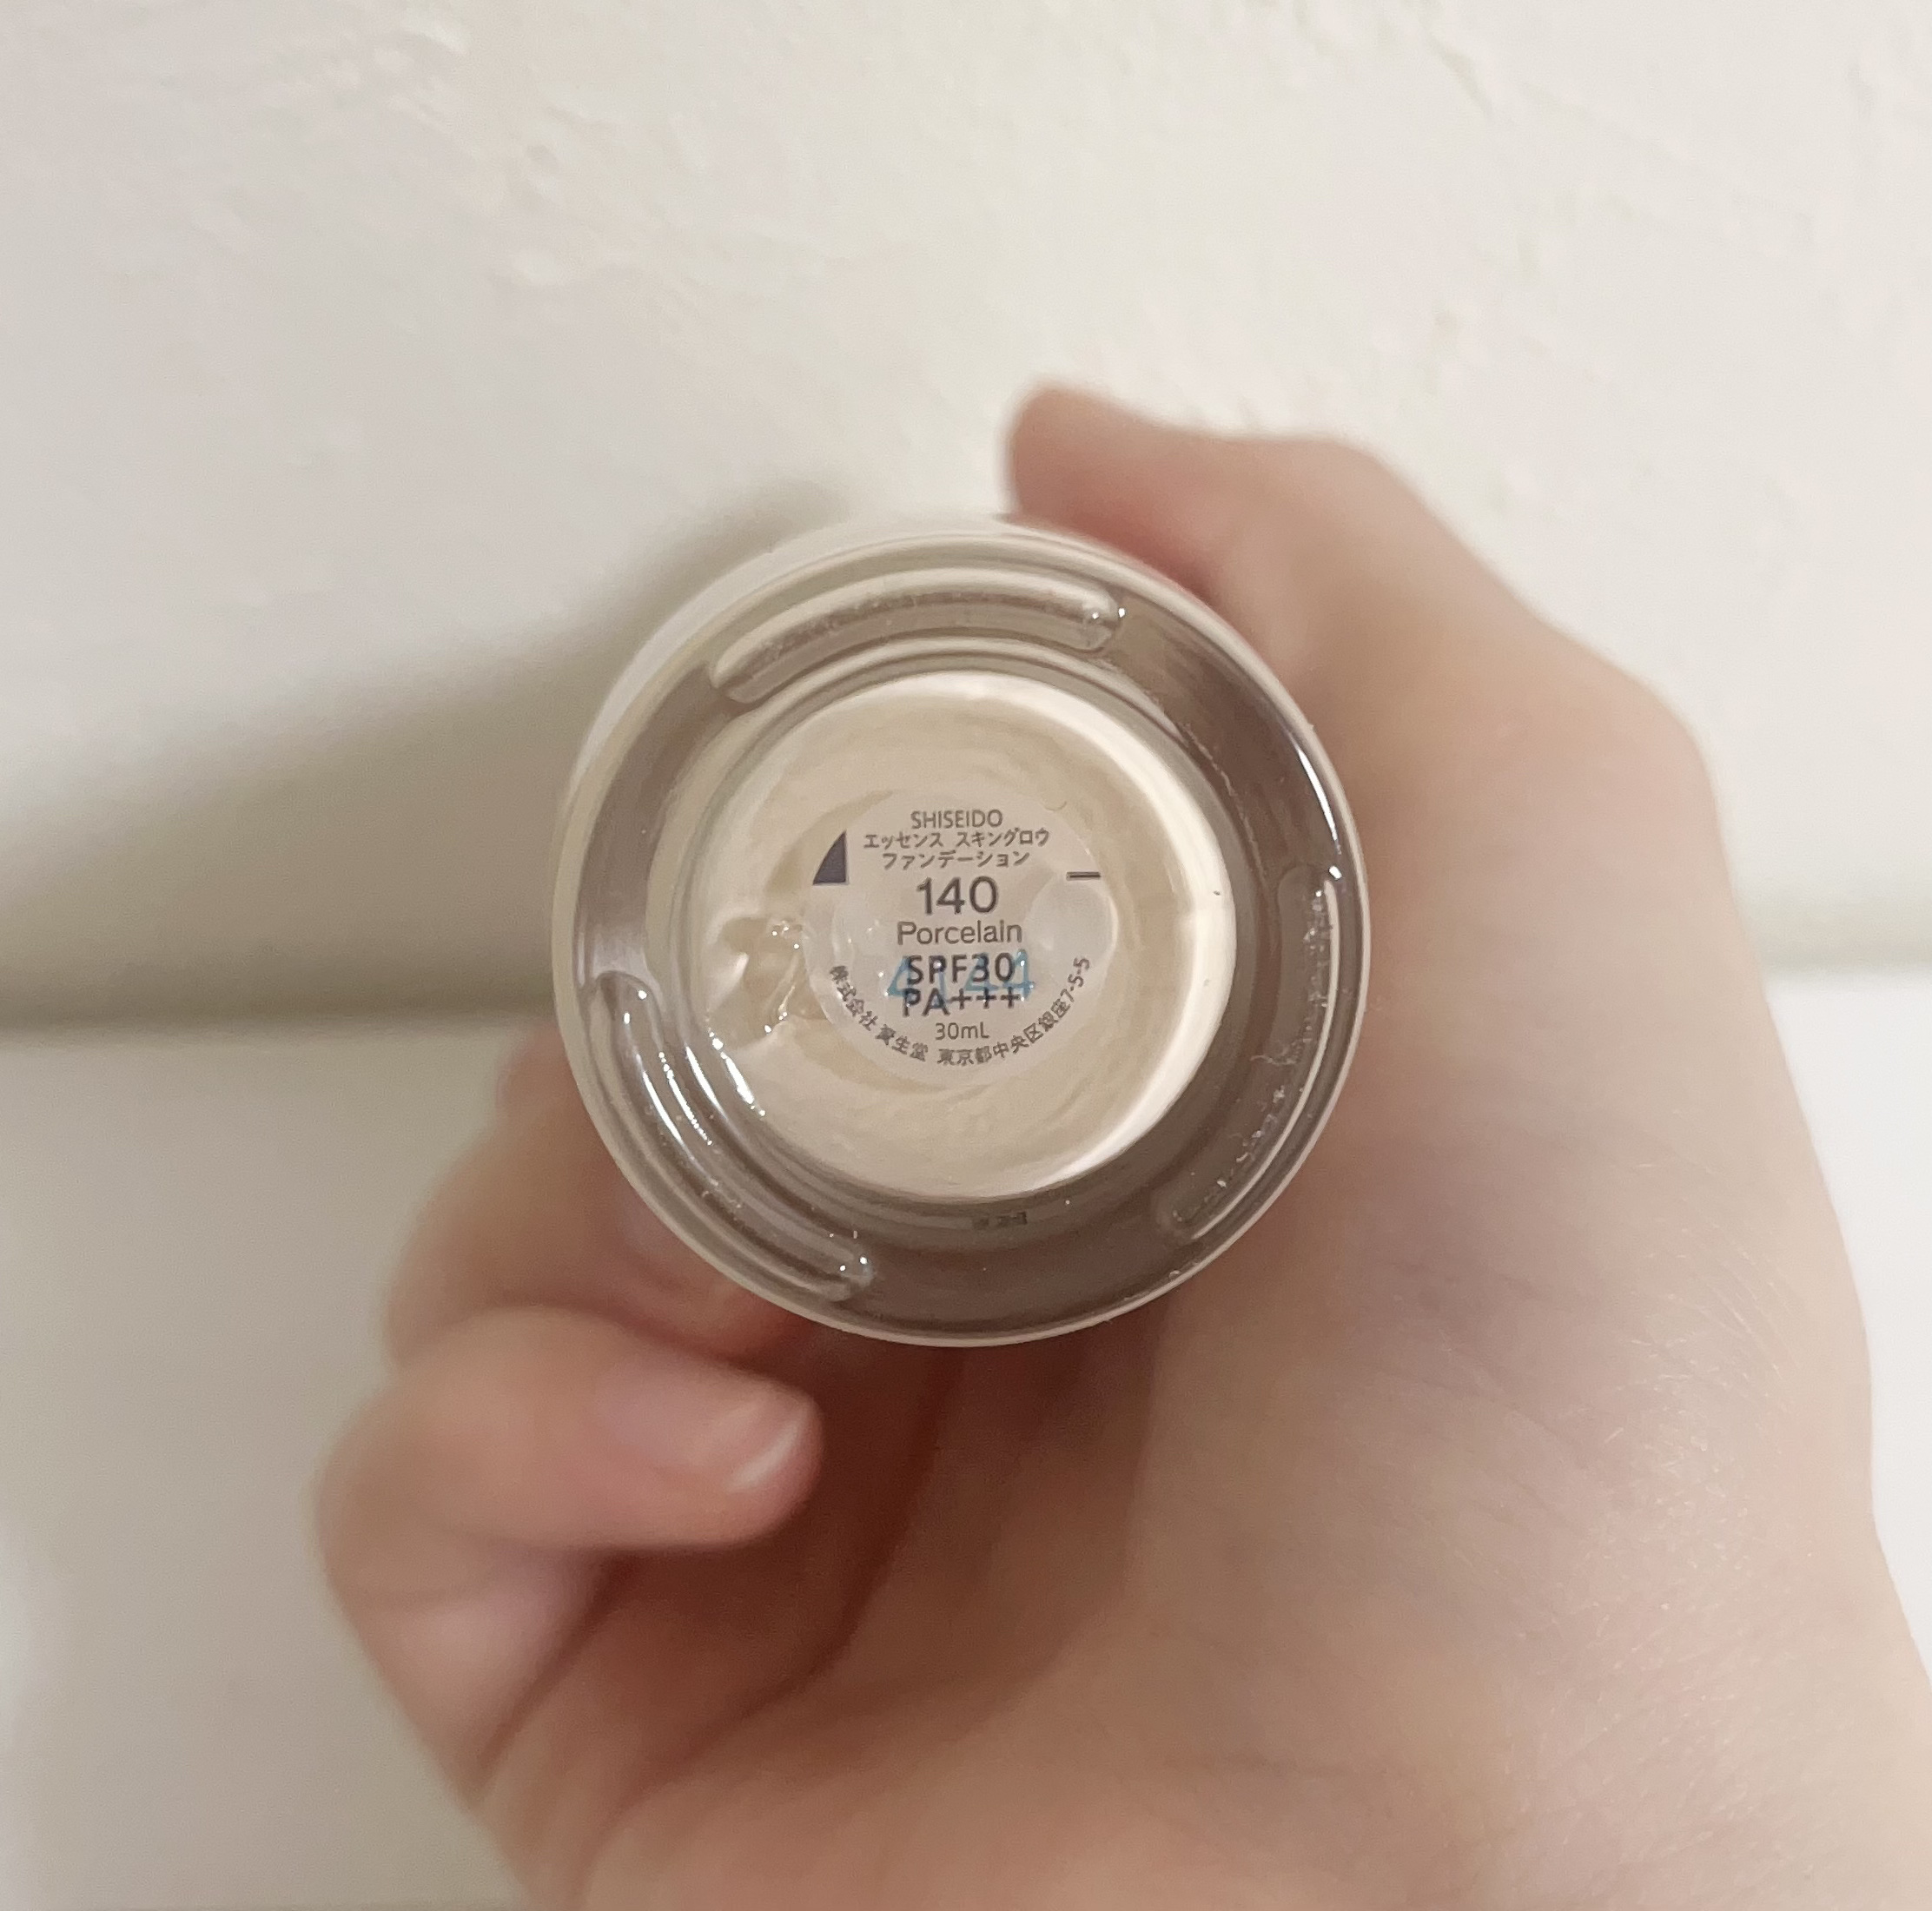 SHISEIDO
エッセンス スキングロウ
ファンデーション
140
Porcelain
SPF30
PA+++
30mL
株式会社 資生堂 東京都中央区銀座7-5-5